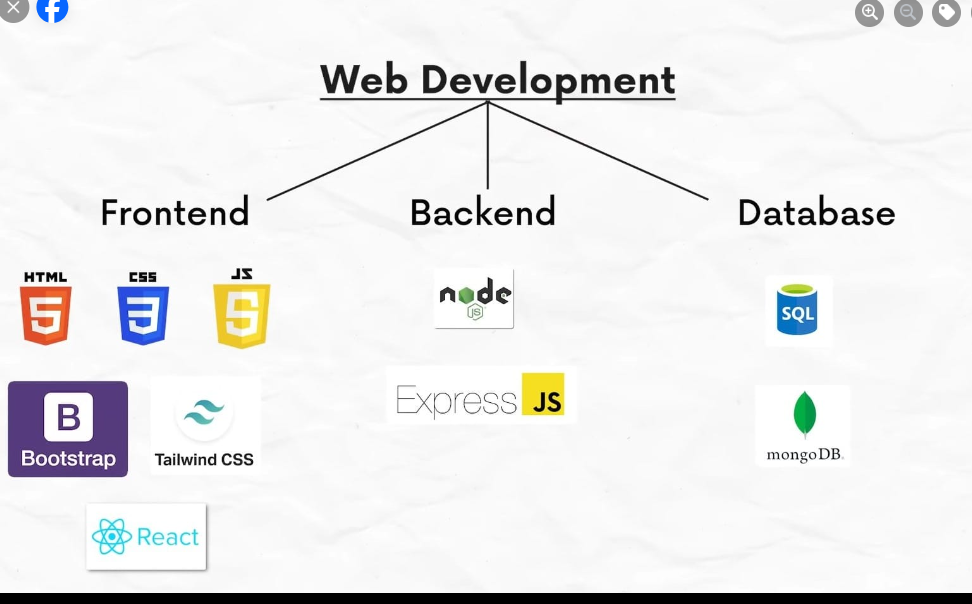 Web Development
Frontend
Backend
Database
HTML
5
CSS
3
JS
5
B
Bootstrap
Tailwind CSS
React
node
JS
Express JS
SQL
mongoDB.